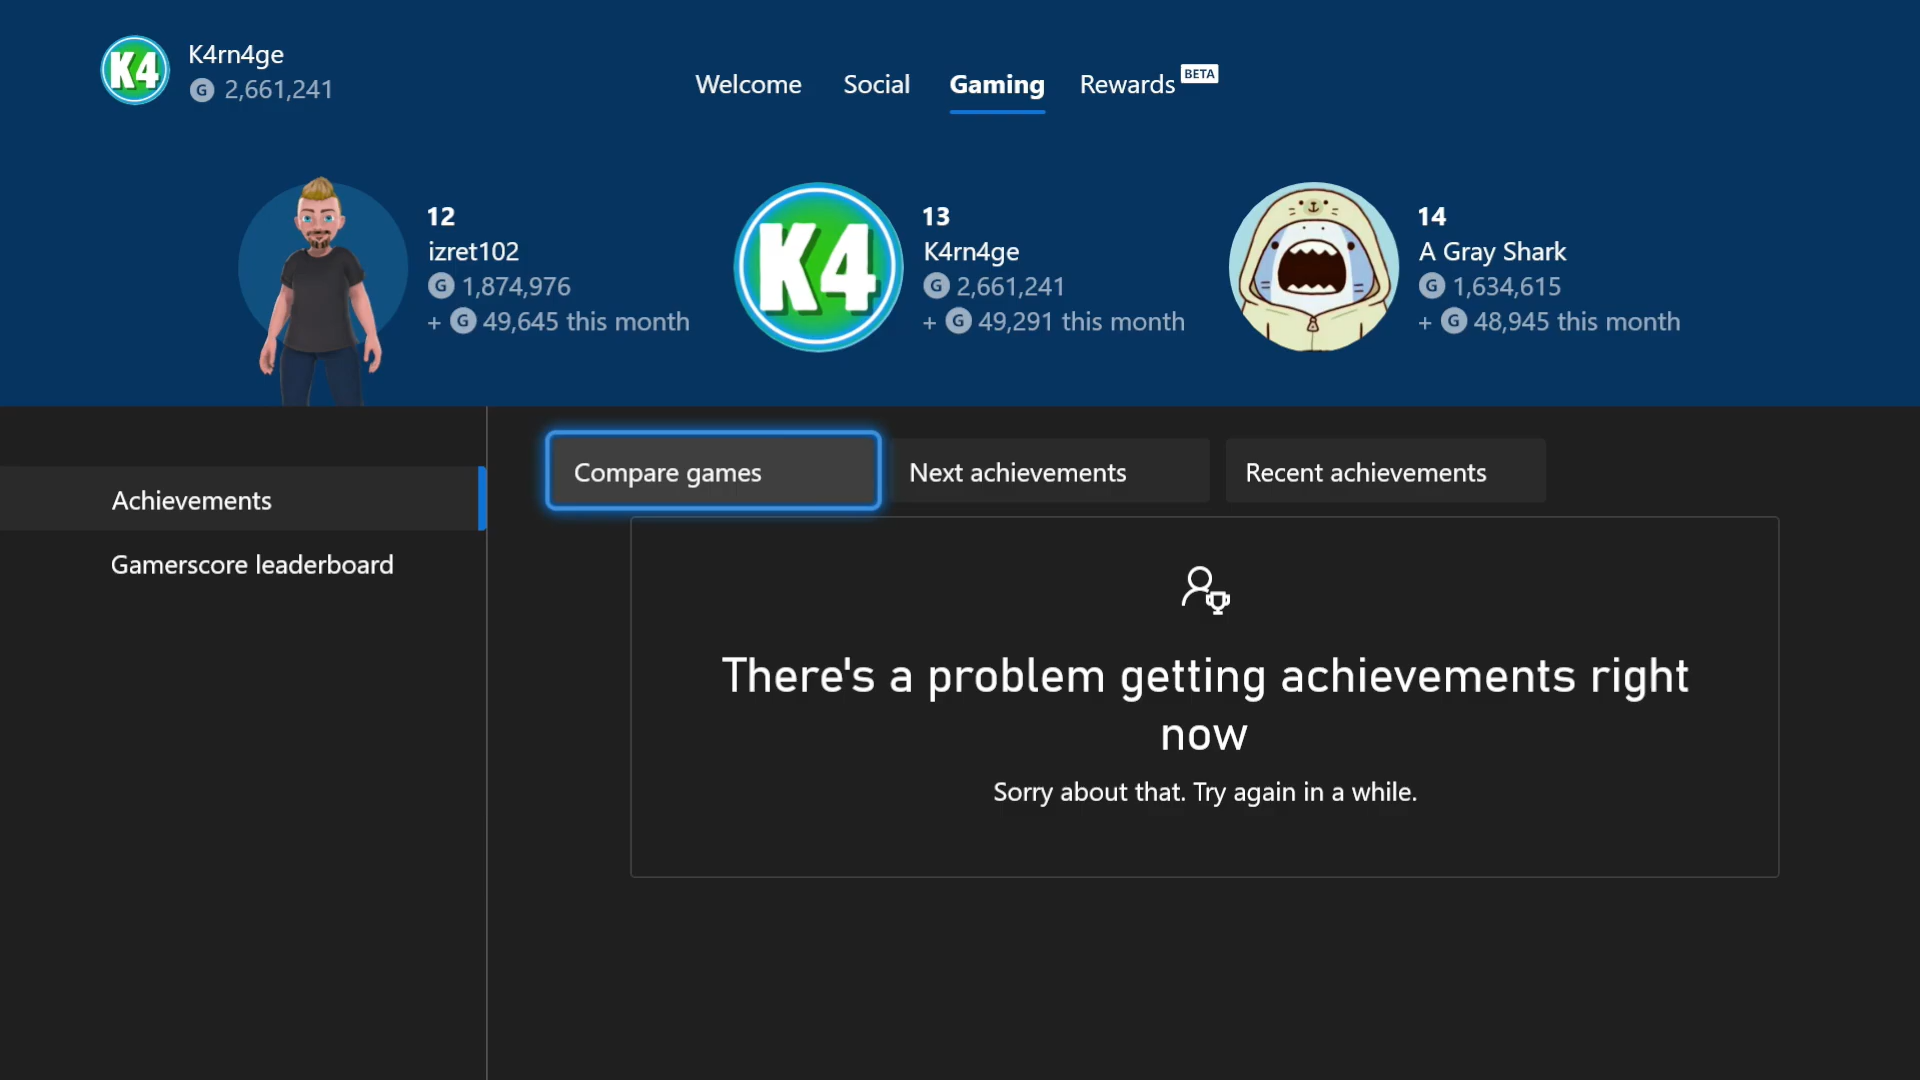 K4
K4rn4ge
G 2,661,241
Welcome
Social
Gaming
Rewards
BETA
12
izret102
G 1,874,976
+ G 49,645 this month
K4
13
K4rn4ge
G 2,661,241
+ G 49,291 this month
14
A Gray Shark
G 1,634,615
+ G 48,945 this month
Achievements
Gamerscore leaderboard
Compare games
Next achievements
Recent achievements
There's a problem getting achievements right
now
Sorry about that. Try again in a while.